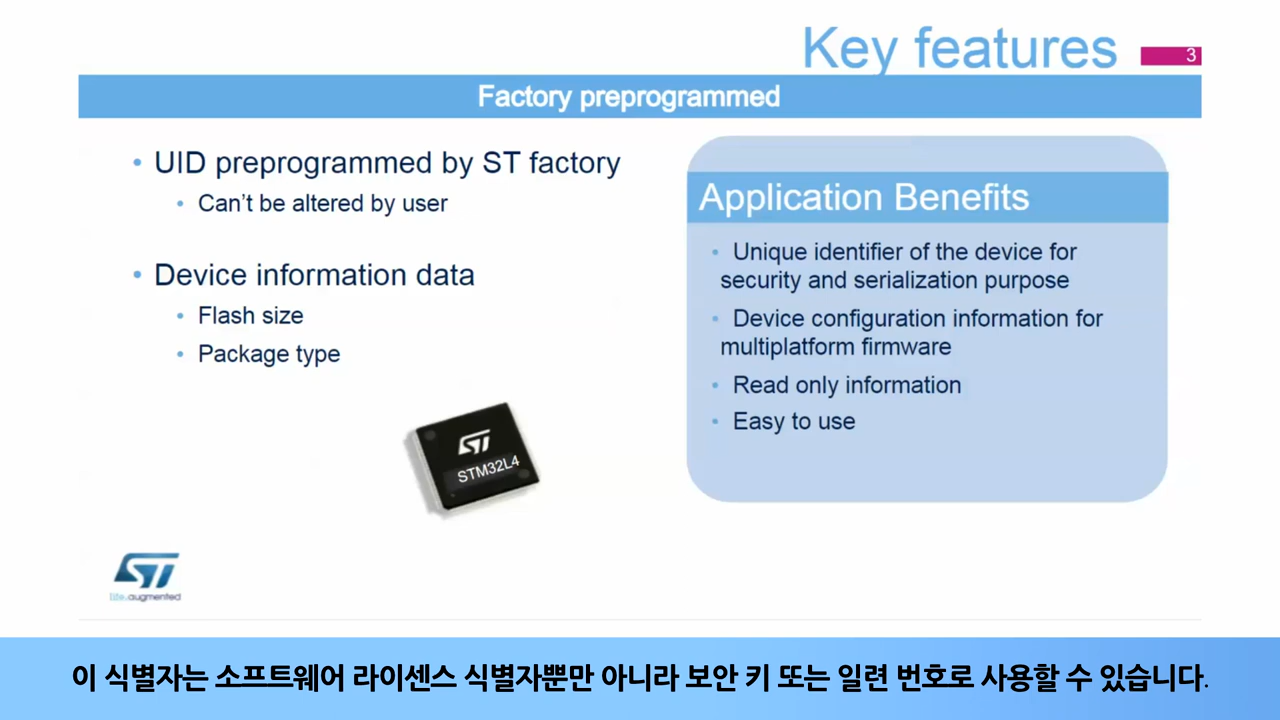 Key features
3
Factory preprogrammed
• UID preprogrammed by ST factory
• Can't be altered by user
• Device information data
• Flash size
• Package type
ST
STM32L4
Application Benefits
• Unique identifier of the device for
security and serialization purpose
• Device configuration information for
multiplatform firmware
• Read only information
• Easy to use
ST
life.augmented
이 식별자는 소프트웨어 라이센스 식별자뿐만 아니라 보안 키 또는 일련 번호로 사용할 수 있습니다.